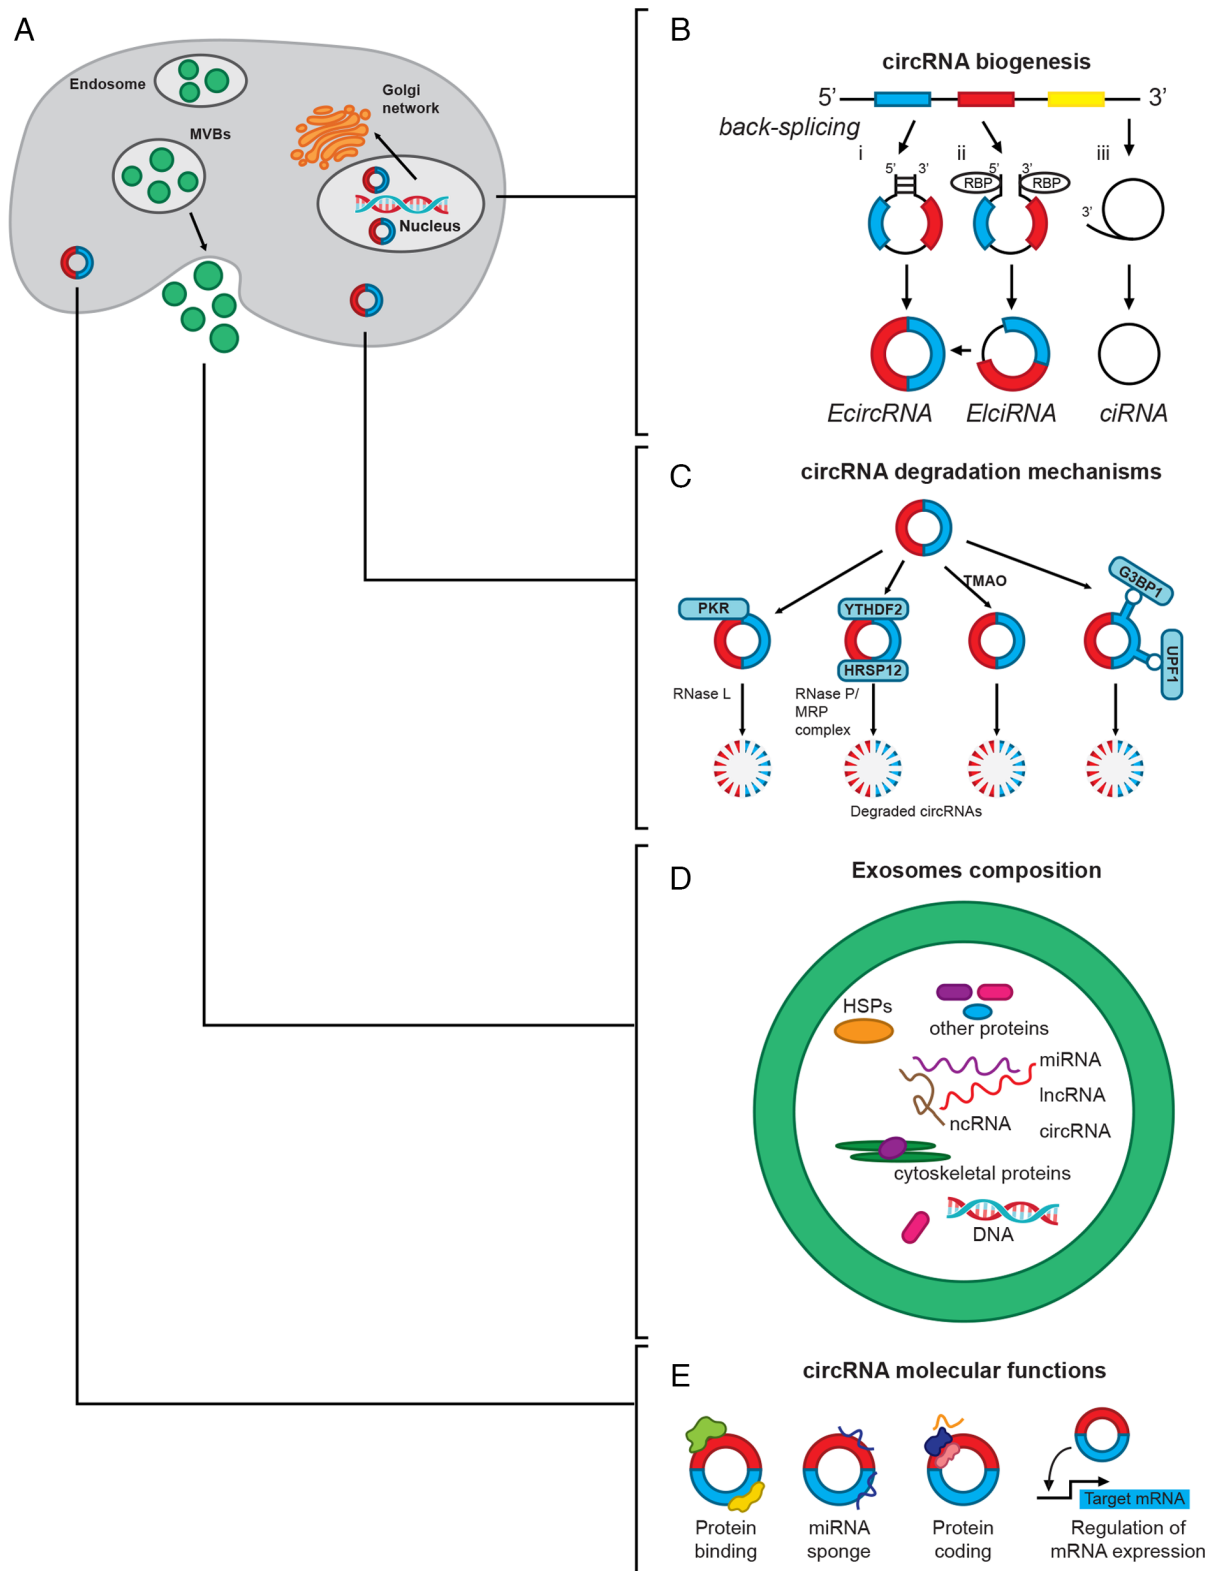 A
Endosome
MVBs
Golgi
network
Nucleus
B
circRNA biogenesis
5’
3’
back-splicing
i
ii
iii
5’
3’
5’
3’
RBP
RBP
3’
EcircRNA
ElciRNA
ciRNA
C
circRNA degradation mechanisms
TMAO
G3BP1
PKR
YTHDF2
HRSP12
UPF1
RNase L
RNase P/
MRP
complex
Degraded circRNAs
D
Exosomes composition
HSPs
other proteins
miRNA
lncRNA
ncRNA
circRNA
cytoskeletal proteins
DNA
E
circRNA molecular functions
Target mRNA
Protein
binding
miRNA
sponge
Protein
coding
Regulation of
mRNA expression